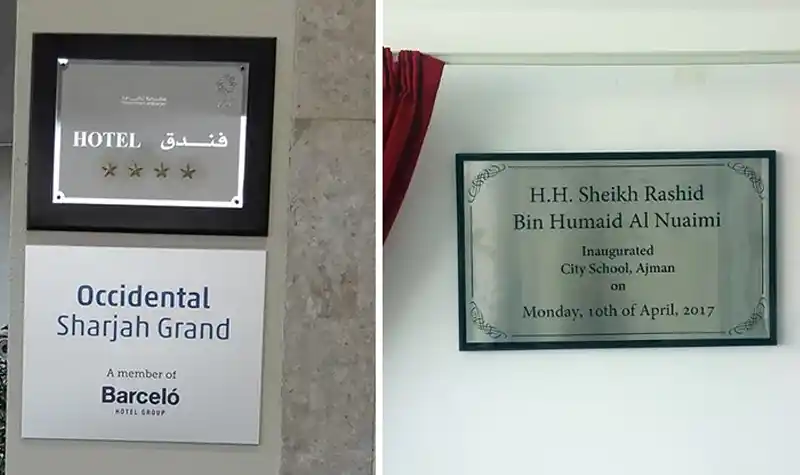 HOTEL فندق
Occidental
Sharjah Grand
A member of
Barceló
HOTEL GROUP
H.H. Sheikh Rashid
Bin Humaid Al Nuaimi
Inaugurated
City School, Ajman
on
Monday, 10th of April, 2017